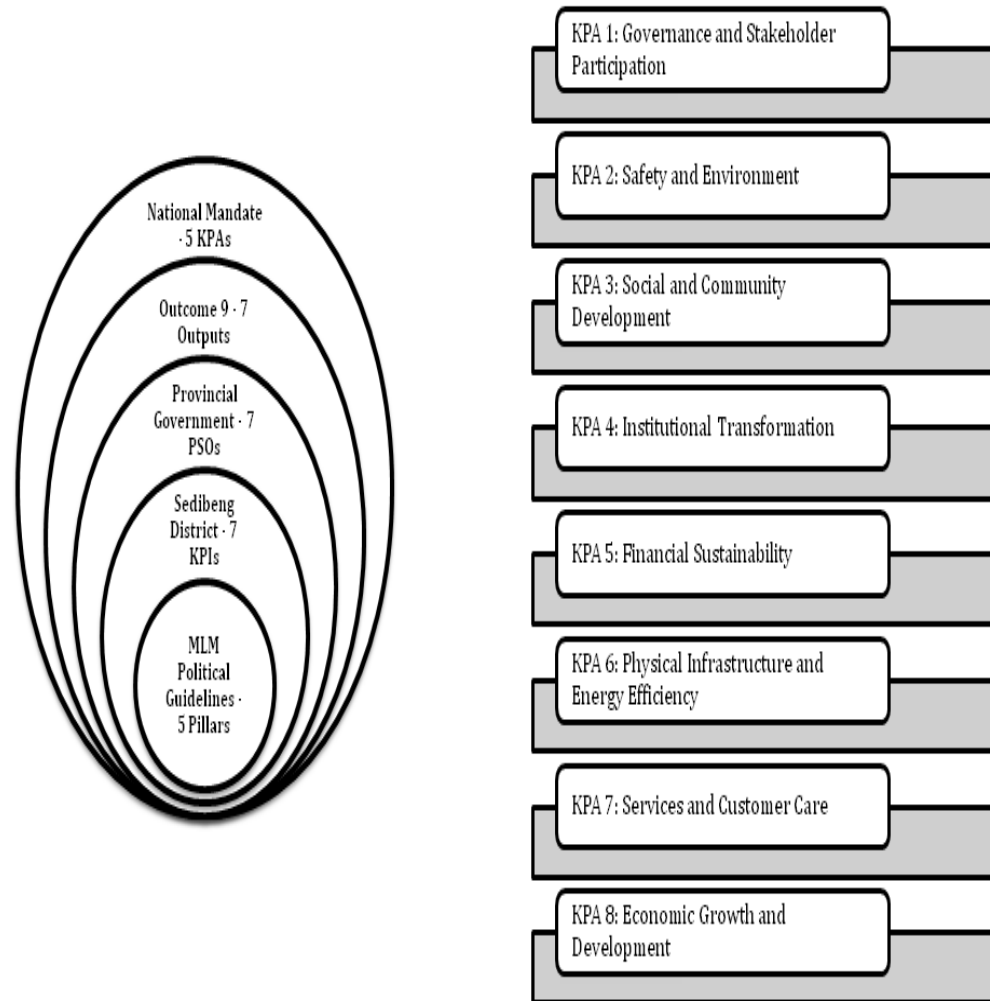 National Mandate
- 5 KPAs
Outcome 9 - 7
Outputs
Provincial
Government - 7
PSOs
Sedibeng
District - 7
KPIs
MLM
Political
Guidelines -
5 Pillars
KPA 1: Governance and Stakeholder
Participation
KPA 2: Safety and Environment
KPA 3: Social and Community
Development
KPA 4: Institutional Transformation
KPA 5: Financial Sustainability
KPA 6: Physical Infrastructure and
Energy Efficiency
KPA 7: Services and Customer Care
KPA 8: Economic Growth and
Development